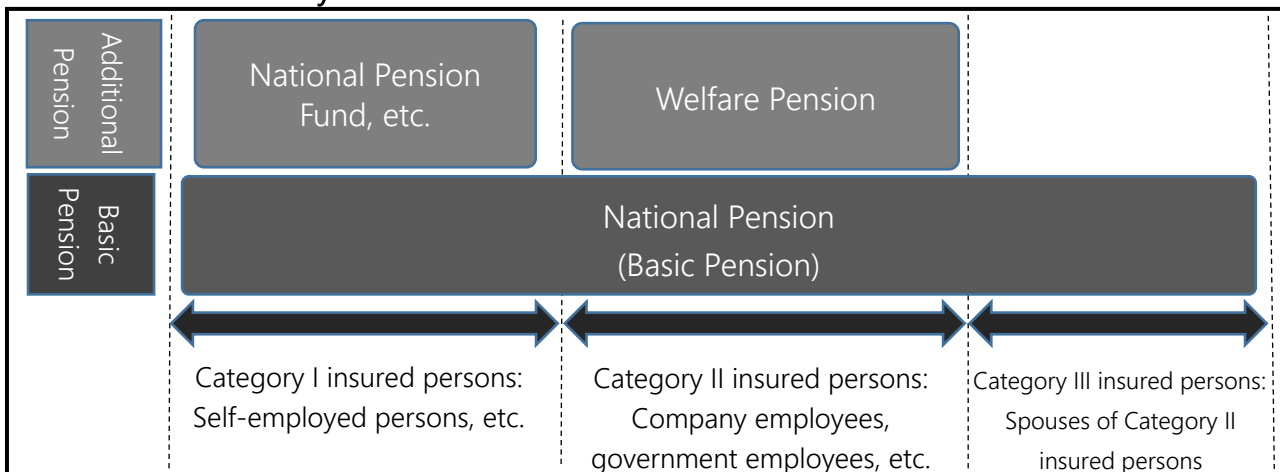 Additional
Pension
National Pension
Fund, etc.
Welfare Pension
Basic
Pension
National Pension
(Basic Pension)
Category I insured persons:
Self-employed persons, etc.
Category II insured persons:
Company employees,
government employees, etc.
Category III insured persons:
Spouses of Category II
insured persons